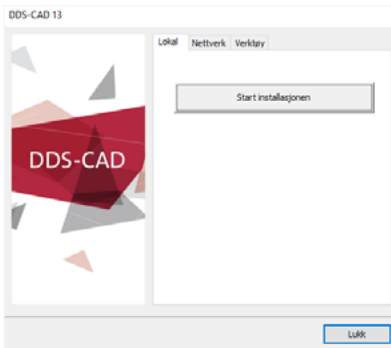 DDS-CAD 13
Lokal Nettverk Verktøy
Start installasjonen
DDS-CAD
Lukk